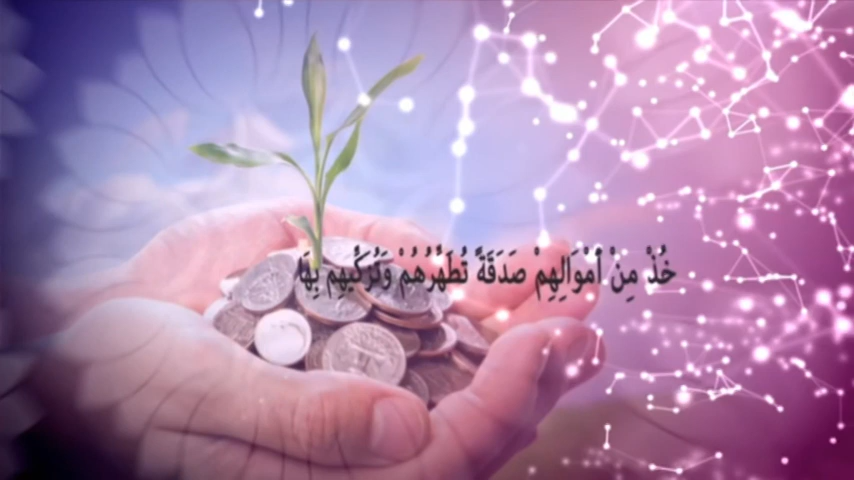 خُذْ مِنْ أَمْوَالِهِمْ صَدَقَةً تُطَهِّرُهُمْ وَتُزَكِّيهِم بِهَا